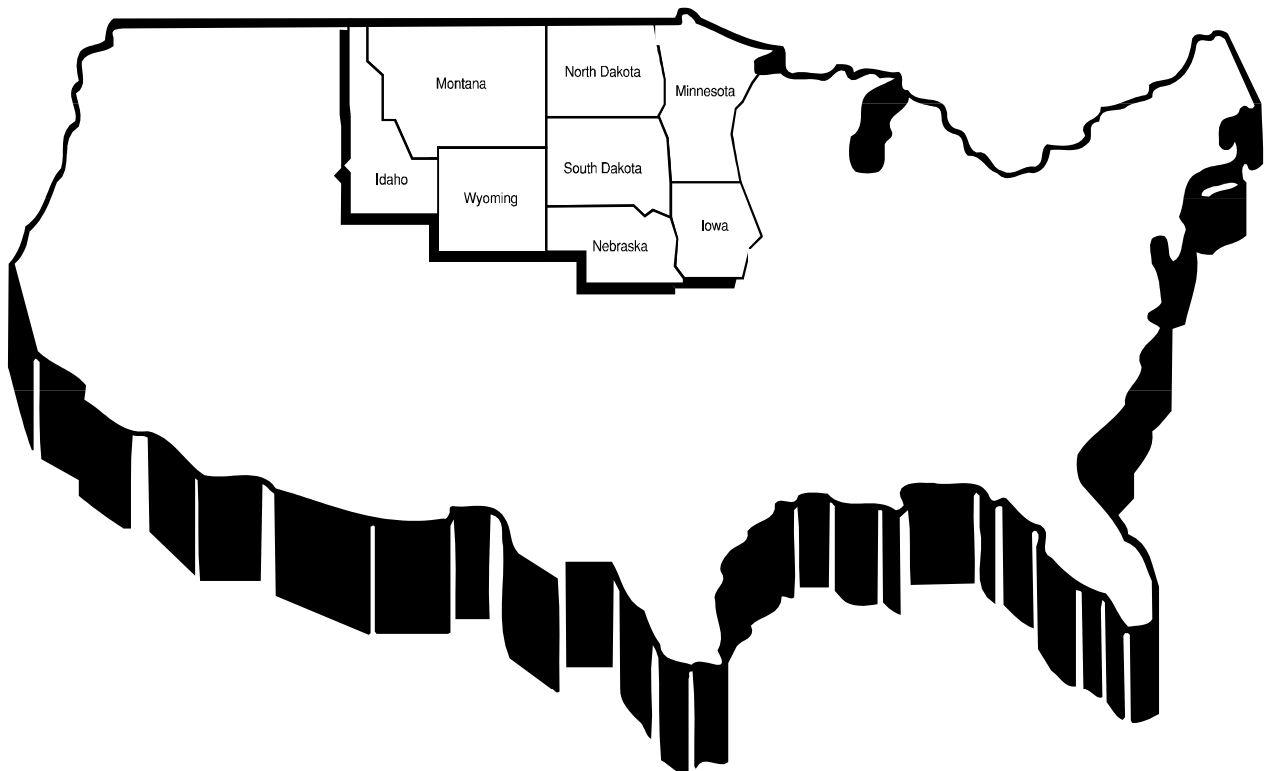 North Dakota
Montana
Minnesota
South Dakota
Idaho
Wyoming
Iowa
Nebraska